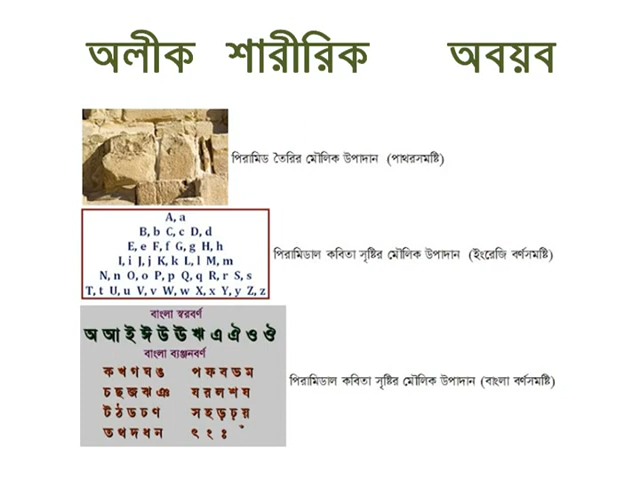 অলীক শারীরিক অবয়ব
পিরামিড তৈরির মৌলিক উপাদান (পাথরসমষ্টি)
A, a
B, b C, c D, d
E, e F, f G, g H, h
I, i J, j K, k L, l M, m
N, n O, o P, p Q, q R, r S, s
T, t U, u V, v W, w X, x Y, y Z, z
পিরামিডাল কবিতা সৃষ্টির মৌলিক উপাদান (ইংরেজি বর্ণসমষ্টি)
বাংলা স্বরবর্ণ
অ আ ই ঈ উ ঊ ঋ এ ঐ ও ঔ
বাংলা ব্যঞ্জনবর্ণ
ক খ গ ঘ ঙ প ফ ব ভ ম
চ ছ জ ঝ ঞ য র ল শ ষ
ট ঠ ড ঢ ণ স হ ড় ঢ় য়
ত থ দ ধ ন ৎ ং ঃ ঁ
পিরামিডাল কবিতা সৃষ্টির মৌলিক উপাদান (বাংলা বর্ণসমষ্টি)